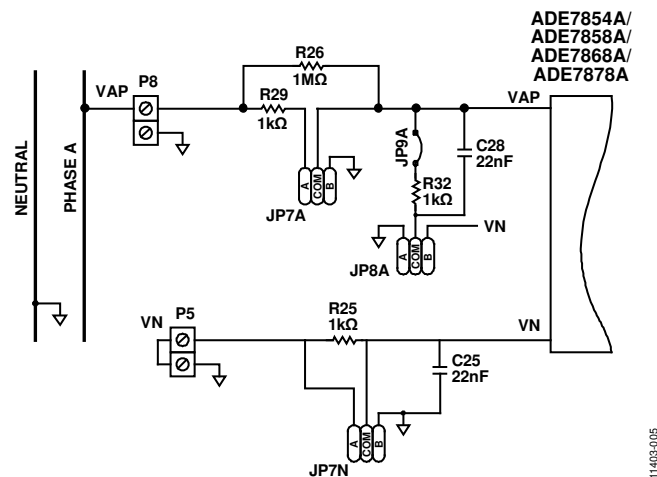 ADE7854A/
ADE7858A/
ADE7868A/
ADE7878A
R26
1MΩ
P8
VAP
R29
1kΩ
VAP
NEUTRAL
PHASE A
JP9A
C28
22nF
R32
1kΩ
A
COM
B
JP7A
VN
A
COM
B
JP8A
P5
VN
R25
1kΩ
VN
C25
22nF
A
COM
B
JP7N
11403-005